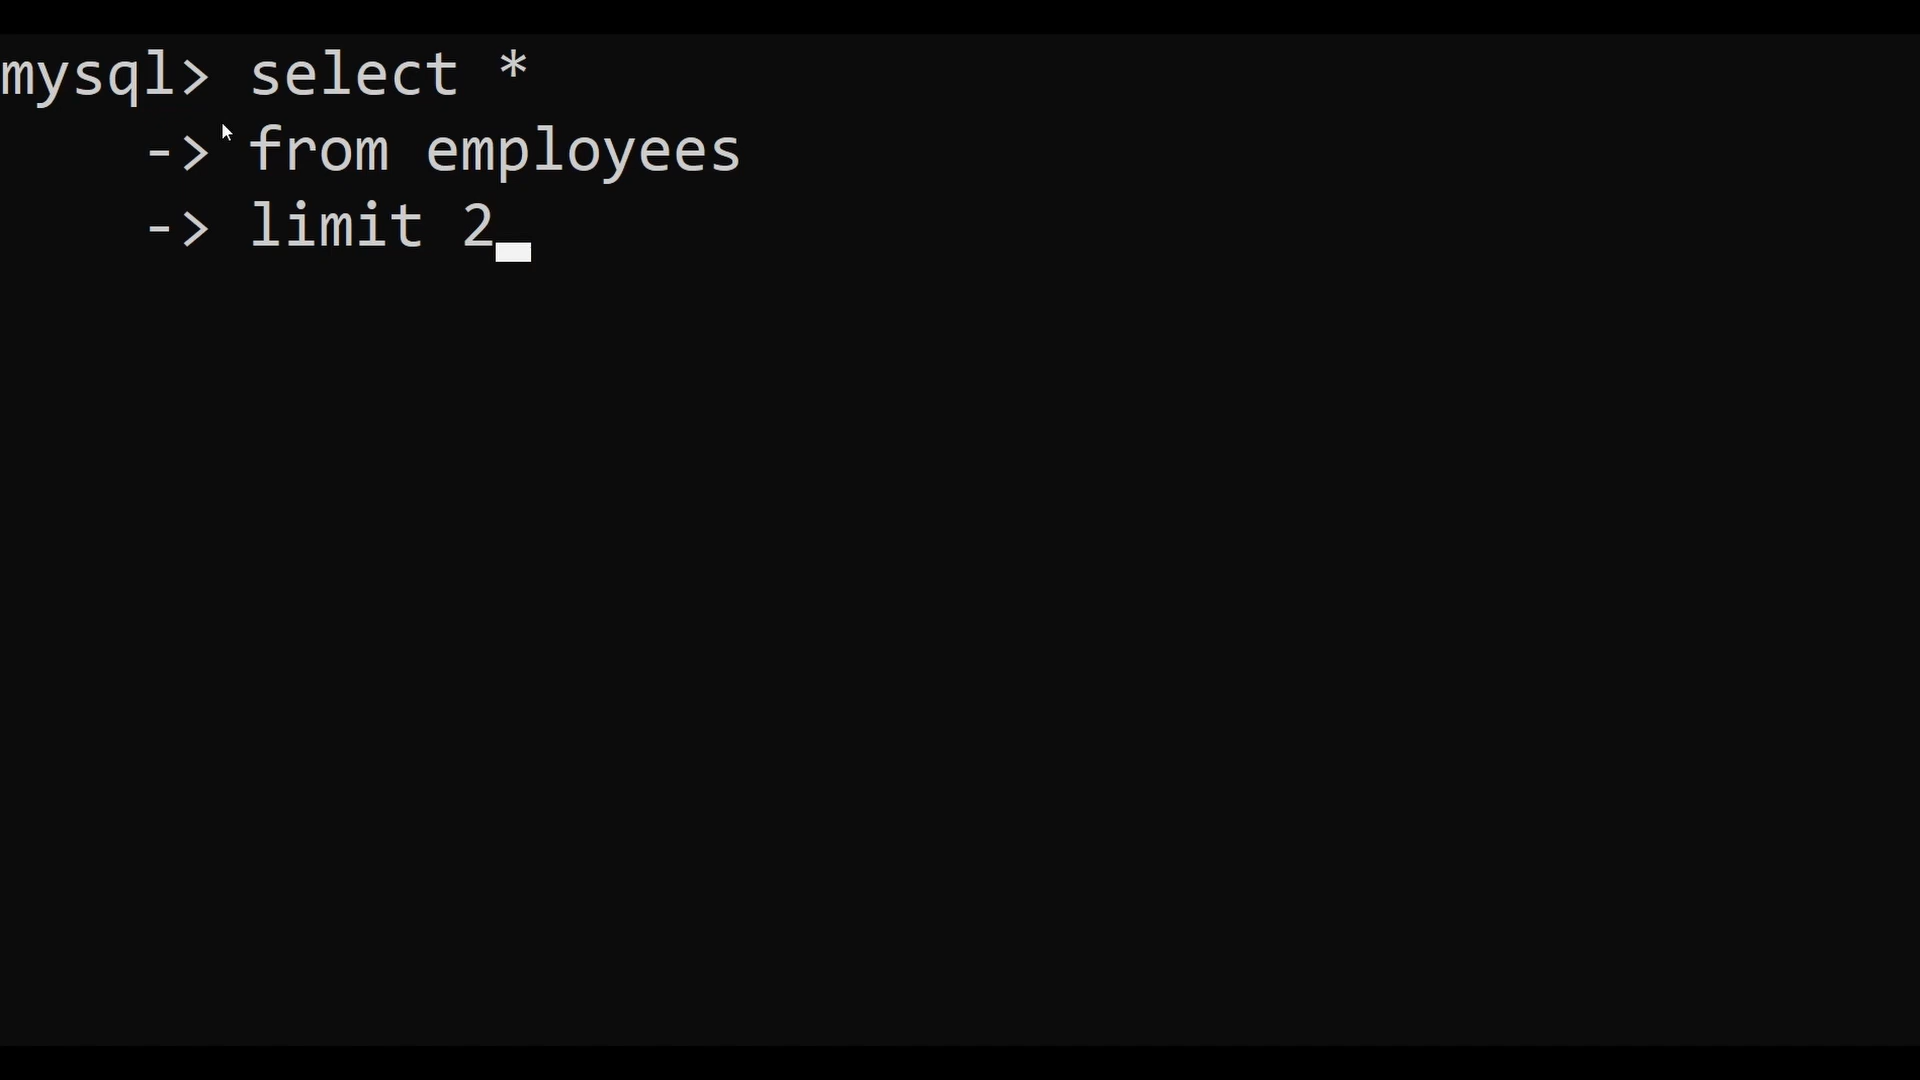 mysql> select *
    -> from employees
    -> limit 2